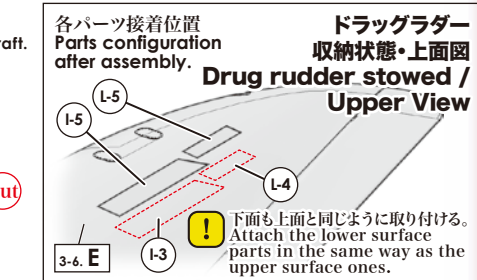 各パーツ接着位置
Parts configuration
after assembly.
ドラッグラダー
収納状態・上面図
Drug rudder stowed /
Upper View
raft.
L-5
I-5
ut
L-4
I-3
3-6. E
!
下面も上面と同じように取り付ける。
Attach the lower surface
parts in the same way as the
upper surface ones.